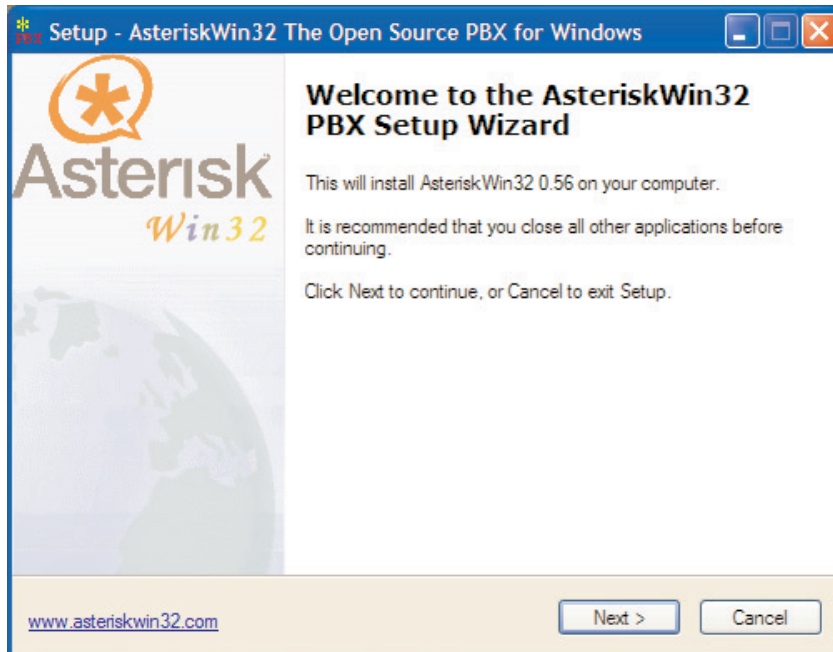 PBX Setup - AsteriskWin32 The Open Source PBX for Windows
Asterisk
Win32
Welcome to the AsteriskWin32
PBX Setup Wizard
This will install AsteriskWin32 0.56 on your computer.
It is recommended that you close all other applications before
continuing.
Click Next to continue, or Cancel to exit Setup.
www.asteriskwin32.com
Next >
Cancel